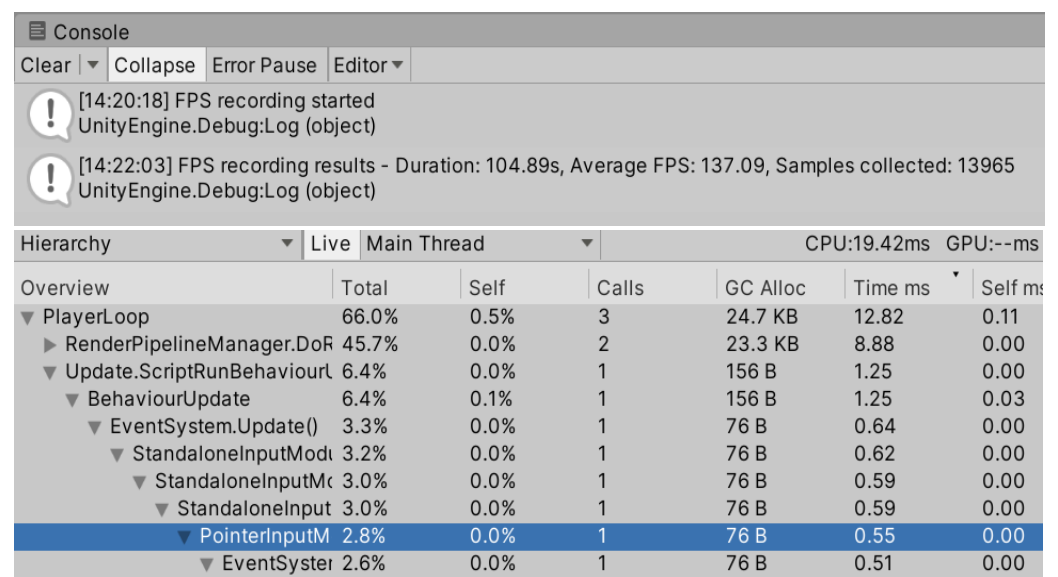 Console
Clear Collapse Error Pause Editor
[14:20:18] FPS recording started
UnityEngine.Debug:Log (object)
[14:22:03] FPS recording results - Duration: 104.89s, Average FPS: 137.09, Samples collected: 13965
UnityEngine.Debug:Log (object)
Hierarchy Live Main Thread CPU:19.42ms GPU:--ms
Overview Total Self Calls GC Alloc Time ms Self ms
PlayerLoop 66.0% 0.5% 3 24.7 KB 12.82 0.11
RenderPipelineManager.DoR 45.7% 0.0% 2 23.3 KB 8.88 0.00
Update.ScriptRunBehaviourU 6.4% 0.0% 1 156 B 1.25 0.00
BehaviourUpdate 6.4% 0.1% 1 156 B 1.25 0.03
EventSystem.Update() 3.3% 0.0% 1 76 B 0.64 0.00
StandaloneInputModu 3.2% 0.0% 1 76 B 0.62 0.00
StandaloneInputMo 3.0% 0.0% 1 76 B 0.59 0.00
StandaloneInput 3.0% 0.0% 1 76 B 0.59 0.00
PointerInputM 2.8% 0.0% 1 76 B 0.55 0.00
EventSyster 2.6% 0.0% 1 76 B 0.51 0.00